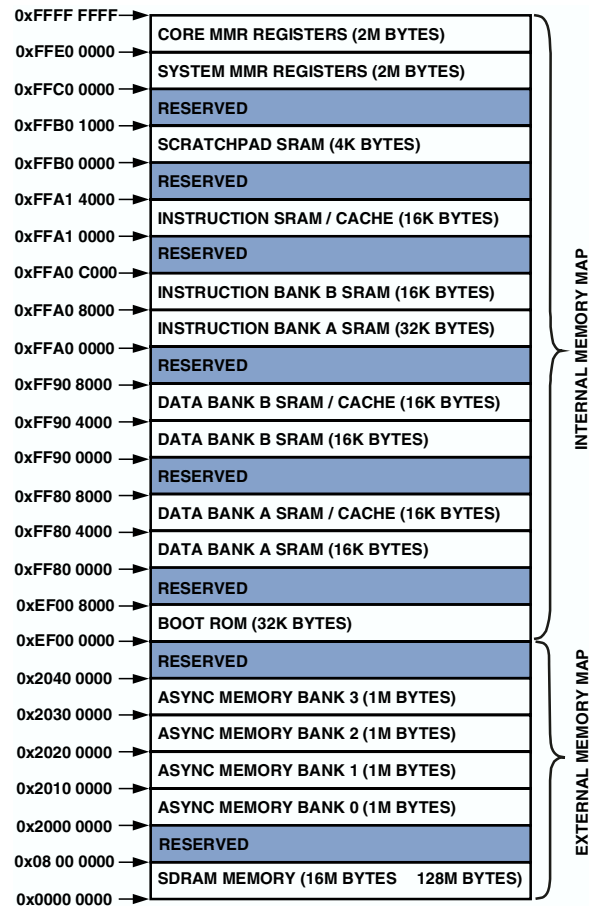 0xFFFF FFFF
CORE MMR REGISTERS (2M BYTES)
0xFFE0 0000
SYSTEM MMR REGISTERS (2M BYTES)
0xFFC0 0000
RESERVED
0xFFB0 1000
SCRATCHPAD SRAM (4K BYTES)
0xFFB0 0000
RESERVED
0xFFA1 4000
INSTRUCTION SRAM / CACHE (16K BYTES)
0xFFA1 0000
RESERVED
0xFFA0 C000
INSTRUCTION BANK B SRAM (16K BYTES)
0xFFA0 8000
INSTRUCTION BANK A SRAM (32K BYTES)
0xFFA0 0000
RESERVED
0xFF90 8000
DATA BANK B SRAM / CACHE (16K BYTES)
0xFF90 4000
DATA BANK B SRAM (16K BYTES)
0xFF90 0000
RESERVED
0xFF80 8000
DATA BANK A SRAM / CACHE (16K BYTES)
0xFF80 4000
DATA BANK A SRAM (16K BYTES)
0xFF80 0000
RESERVED
0xEF00 8000
BOOT ROM (32K BYTES)
0xEF00 0000
RESERVED
0x2040 0000
ASYNC MEMORY BANK 3 (1M BYTES)
0x2030 0000
ASYNC MEMORY BANK 2 (1M BYTES)
0x2020 0000
ASYNC MEMORY BANK 1 (1M BYTES)
0x2010 0000
ASYNC MEMORY BANK 0 (1M BYTES)
0x2000 0000
RESERVED
0x08 00 0000
SDRAM MEMORY (16M BYTES 128M BYTES)
0x0000 0000
INTERNAL MEMORY MAP
EXTERNAL MEMORY MAP